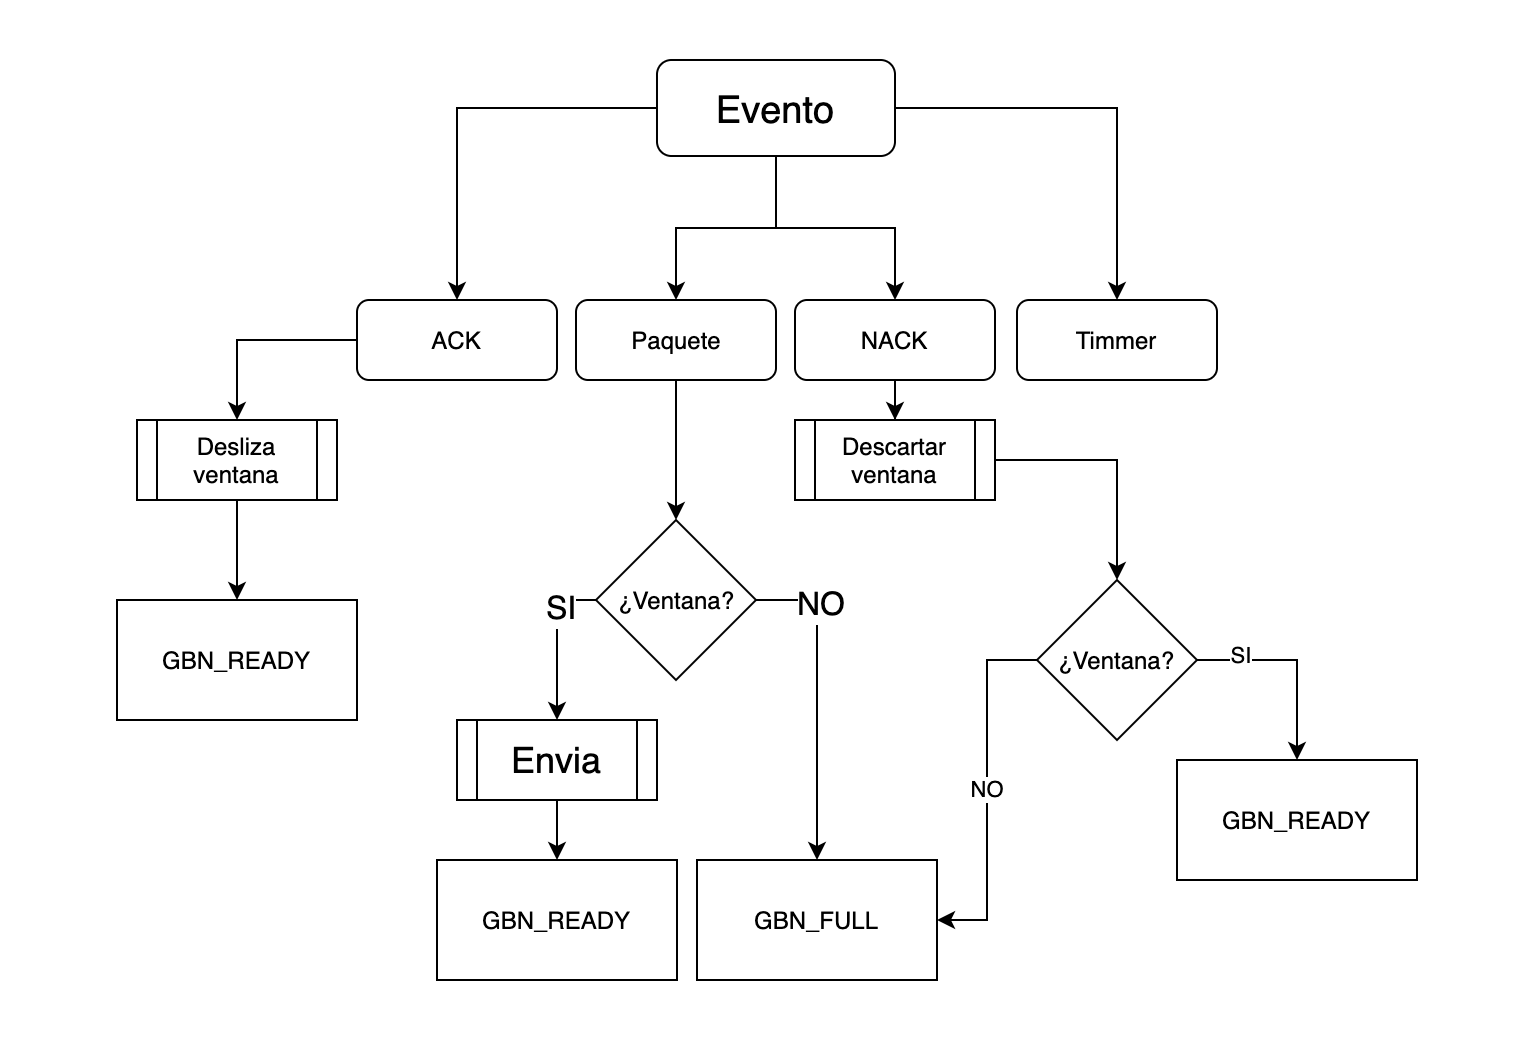 Evento
ACK
Paquete
NACK
Timmer
Desliza
ventana
Descartar
ventana
¿Ventana?
SI
NO
GBN_READY
¿Ventana?
SI
Envia
NO
GBN_READY
GBN_READY
GBN_FULL